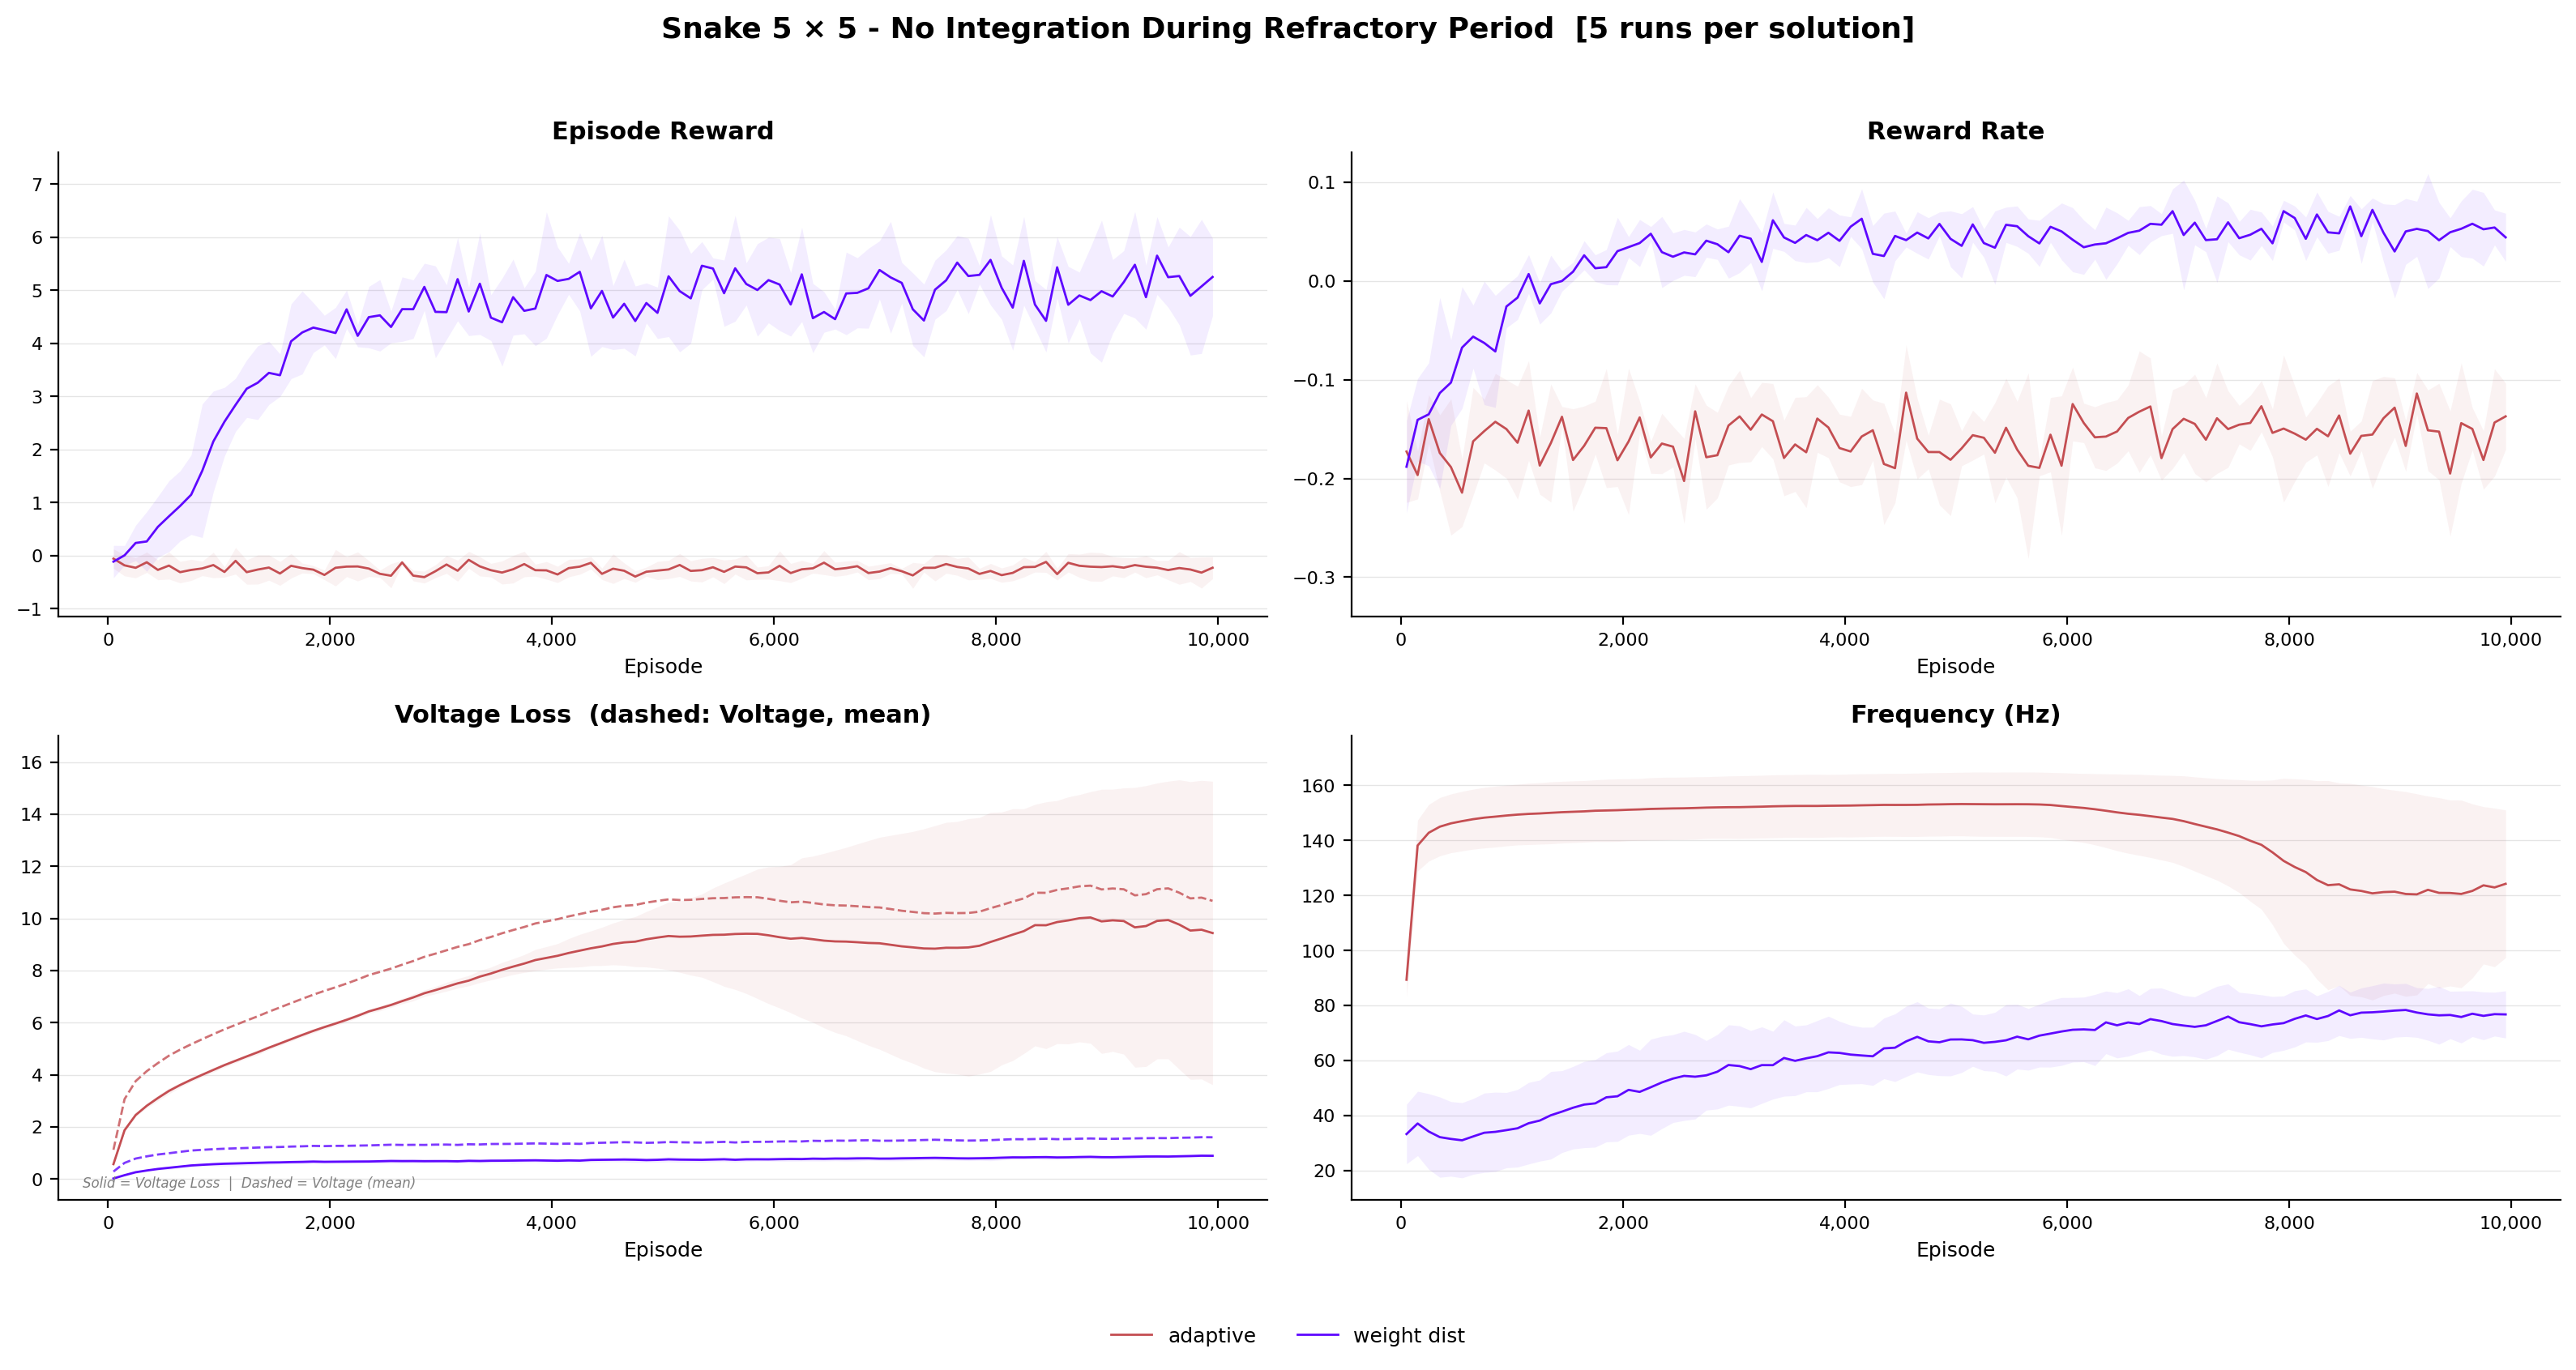 Snake 5 × 5 - No Integration During Refractory Period [5 runs per solution]
Episode Reward
7
6
5
4
3
2
1
0
−1
0 2,000 4,000 6,000 8,000 10,000
Episode
Reward Rate
0.1
0.0
−0.1
−0.2
−0.3
0 2,000 4,000 6,000 8,000 10,000
Episode
Voltage Loss (dashed: Voltage, mean)
16
14
12
10
8
6
4
2
0
Solid = Voltage Loss | Dashed = Voltage (mean)
0 2,000 4,000 6,000 8,000 10,000
Episode
Frequency (Hz)
160
140
120
100
80
60
40
20
0 2,000 4,000 6,000 8,000 10,000
Episode
adaptive weight dist